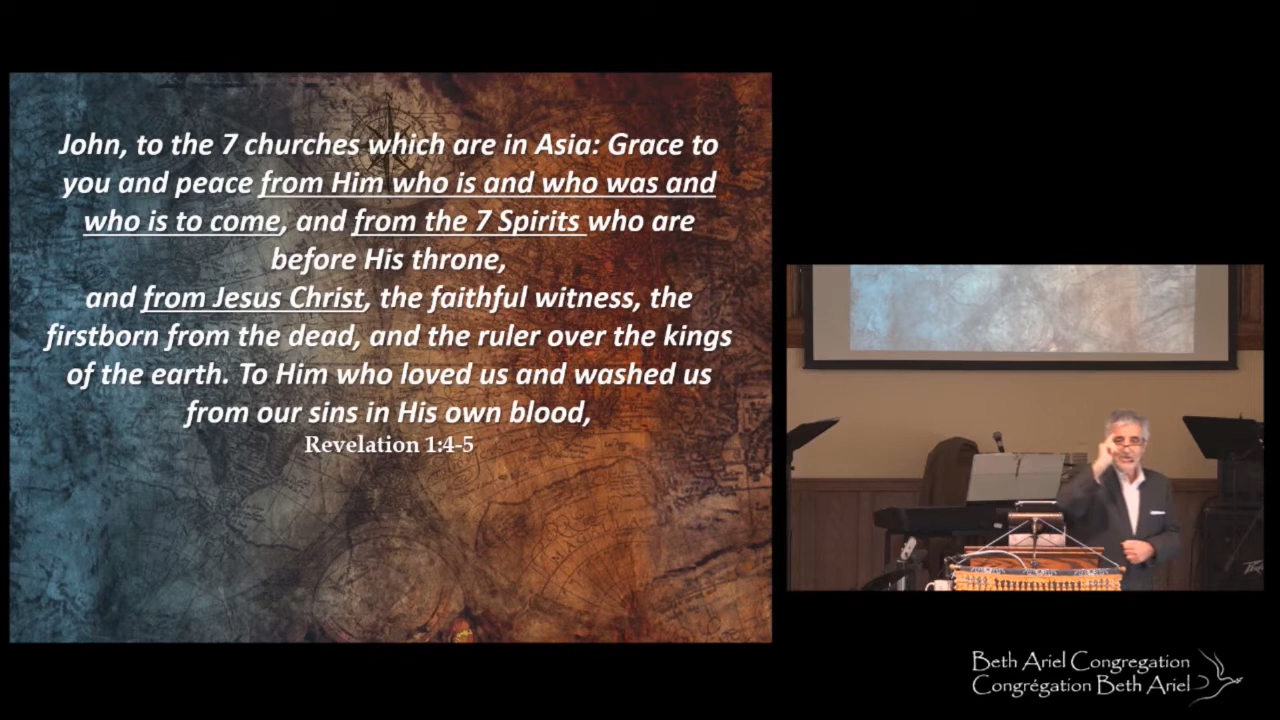 John, to the 7 churches which are in Asia: Grace to
you and peace from Him who is and who was and
who is to come, and from the 7 Spirits who are
before His throne,
and from Jesus Christ, the faithful witness, the
firstborn from the dead, and the ruler over the kings
of the earth. To Him who loved us and washed us
from our sins in His own blood,
Revelation 1:4-5
Beth Ariel Congregation
Congrégation Beth Ariel